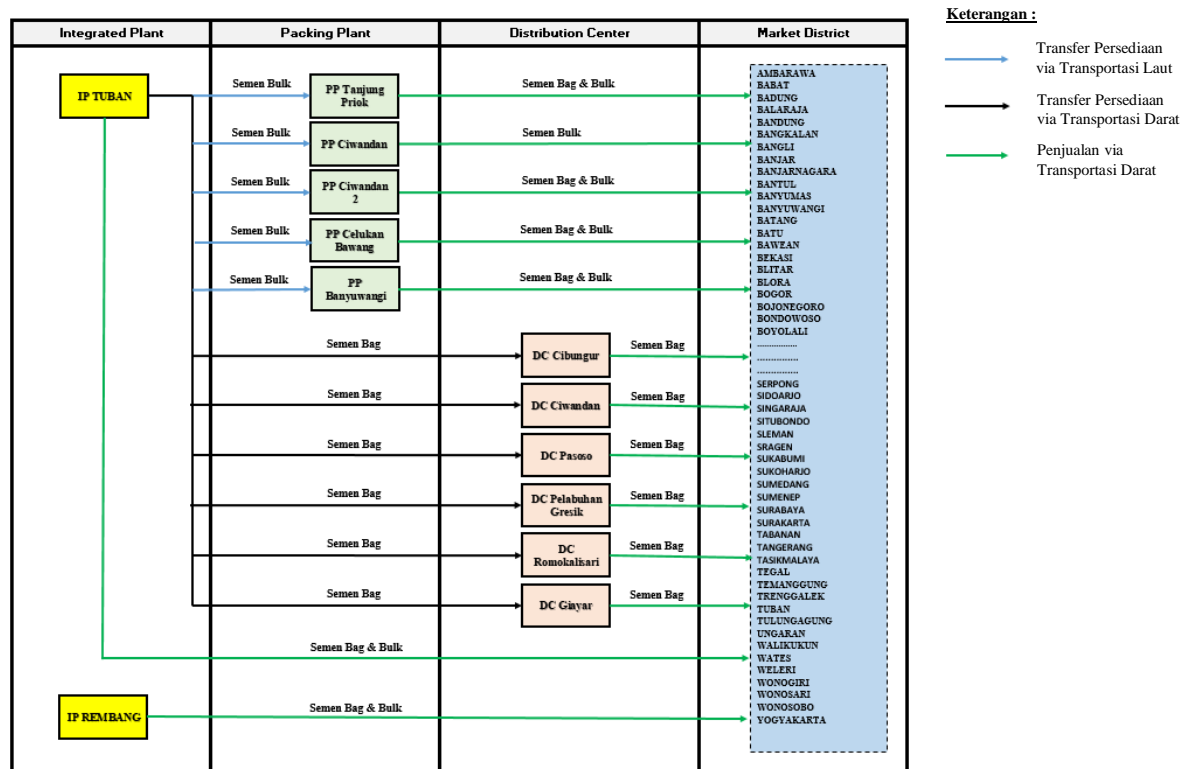 Keterangan :
Integrated Plant
Packing Plant
Distribution Center
Market District
Transfer Persediaan
via Transportasi Laut
Transfer Persediaan
via Transportasi Darat
Penjualan via
Transportasi Darat
IP TUBAN
Semen Bulk
PP Tanjung
Priok
Semen Bag & Bulk
Semen Bulk
PP Ciwandan
Semen Bulk
Semen Bulk
PP Ciwandan
2
Semen Bag & Bulk
Semen Bulk
PP Celukan
Bawang
Semen Bag & Bulk
Semen Bulk
PP
Banyuwangi
Semen Bag & Bulk
Semen Bag
DC Cibungur
Semen Bag
Semen Bag
DC Ciwandan
Semen Bag
Semen Bag
DC Pasoso
Semen Bag
Semen Bag
DC Pelabuhan
Gresik
Semen Bag
Semen Bag
DC
Romokalisari
Semen Bag
Semen Bag
DC Giayar
Semen Bag
Semen Bag & Bulk
IP REMBANG
Semen Bag & Bulk
AMBARAWA
BABAT
BADUNG
BALARAJA
BANDUNG
BANGKALAN
BANGLI
BANJAR
BANJARNAGARA
BANTUL
BANYUMAS
BANYUWANGI
BATANG
BATU
BAWEAN
BEKASI
BLITAR
BLORA
BOGOR
BOJONEGORO
BONDOWOSO
BOYOLALI
................
................
................
SERPONG
SIDOARJO
SINGARAJA
SITUBONDO
SLEMAN
SRAGEN
SUKABUMI
SUKOHARJO
SUMEDANG
SUMENEP
SURABAYA
SURAKARTA
TABANAN
TANGERANG
TASIKMALAYA
TEGAL
TEMANGGUNG
TRENGGALEK
TUBAN
TULUNGAGUNG
UNGARAN
WALIKUKUN
WATES
WELERI
WONOGIRI
WONOSARI
WONOSOBO
YOGYAKARTA